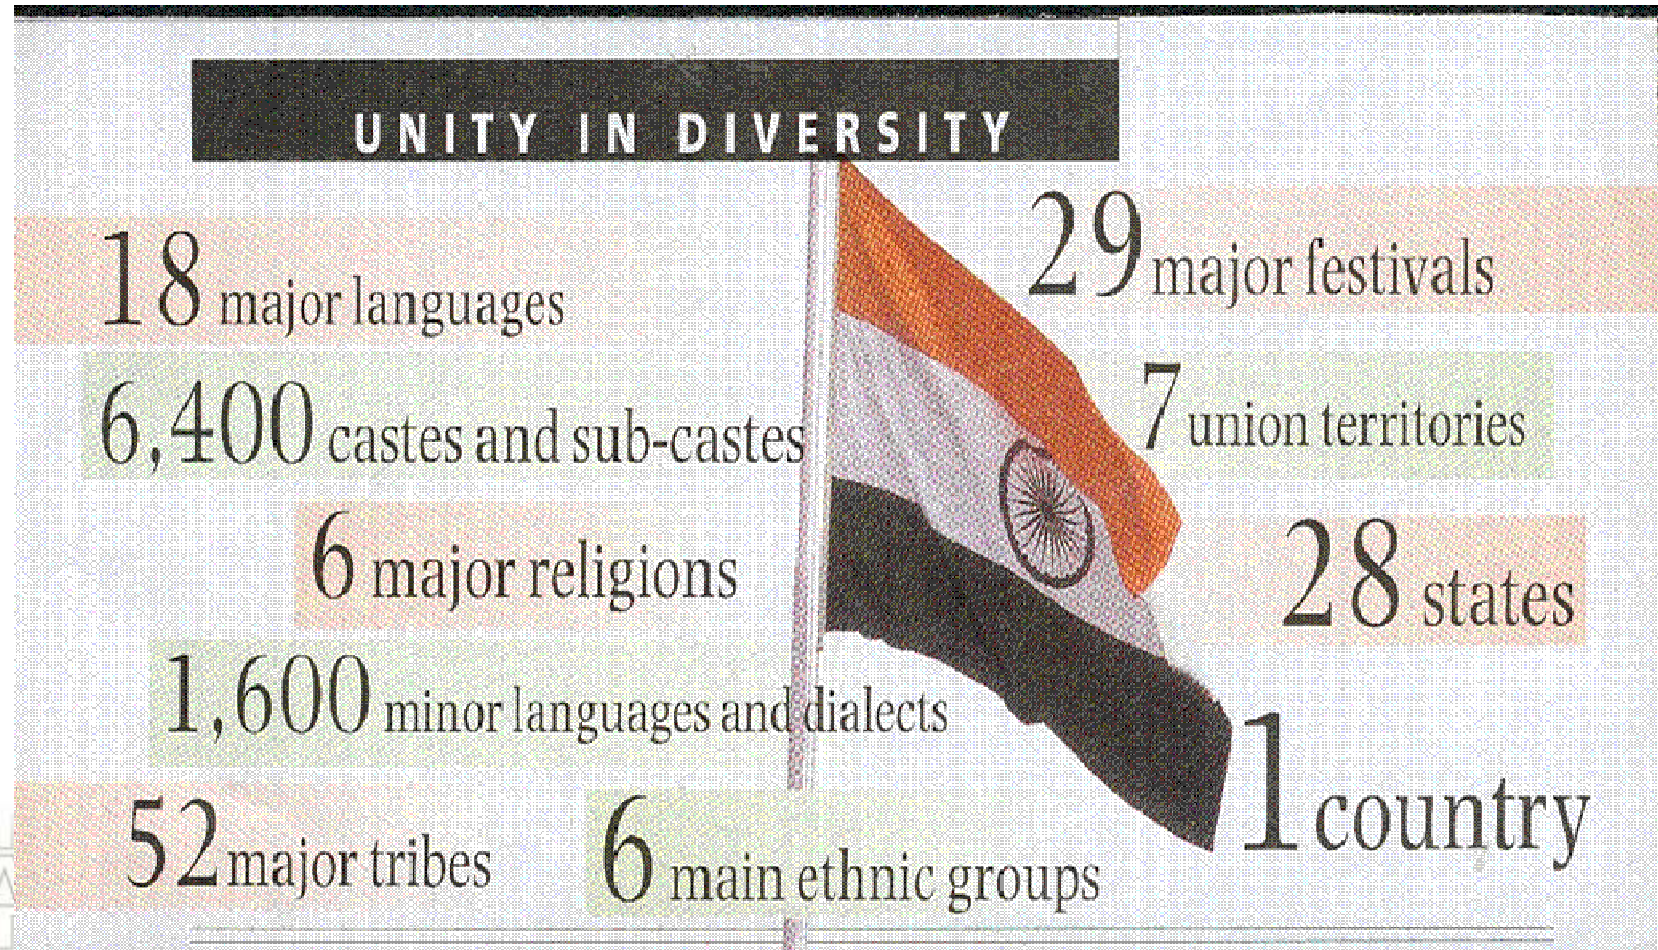 UNITY IN DIVERSITY
18 major languages
6,400 castes and sub-castes
6 major religions
1,600 minor languages and dialects
52 major tribes
6 main ethnic groups
29 major festivals
7 union territories
28 states
1 country